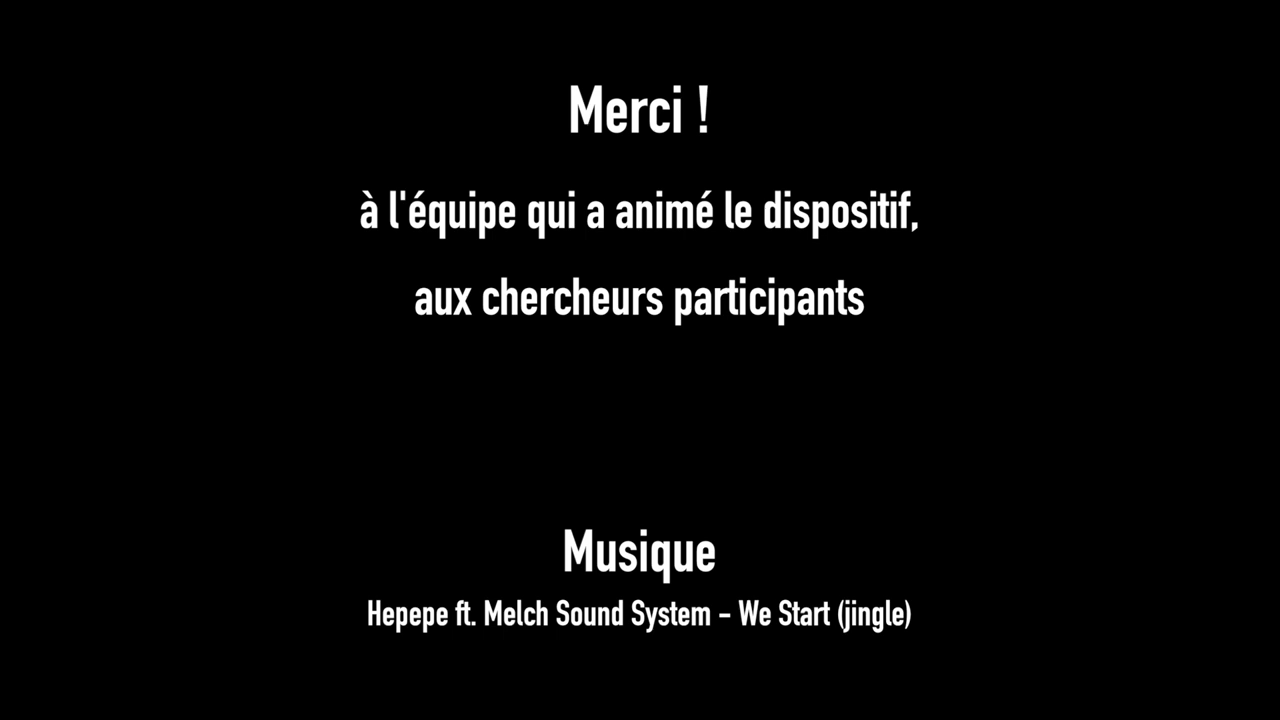 Merci !
à l'équipe qui a animé le dispositif,
aux chercheurs participants
Musique
Hepepe ft. Melch Sound System - We Start (jingle)